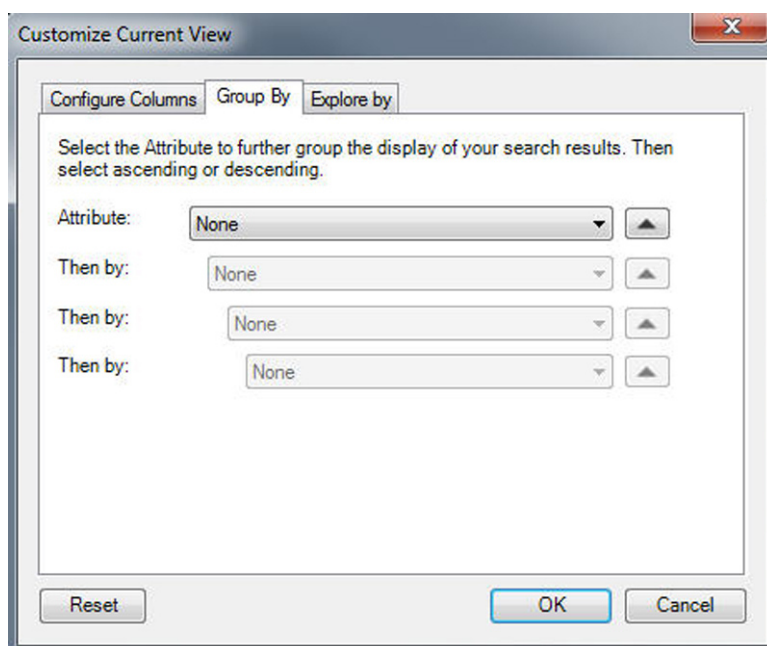 Customize Current View
Configure Columns Group By Explore by
Select the Attribute to further group the display of your search results. Then
select ascending or descending.
Attribute: None
Then by: None
Then by: None
Then by: None
Reset OK Cancel